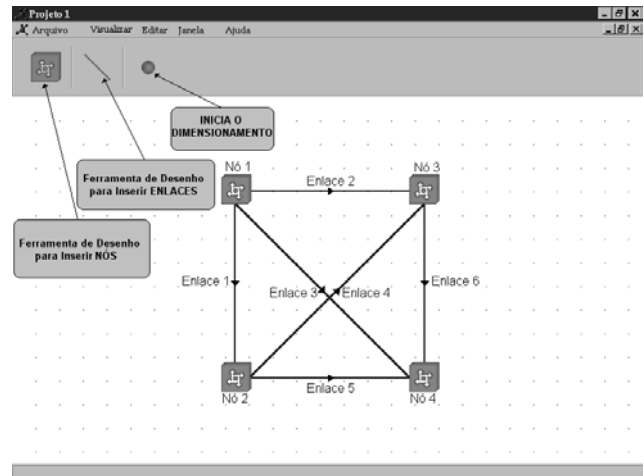 Projeto 1
Arquivo Visualizar Editar Janela Ajuda
INICIA O
DIMENSIONAMENTO
Ferramenta de Desenho
para Inserir ENLACES
Ferramenta de Desenho
para Inserir NÓS
Nó 1
Nó 3
Enlace 2
Enlace 1
Enlace 3
Enlace 4
Enlace 6
Enlace 5
Nó 2
Nó 4